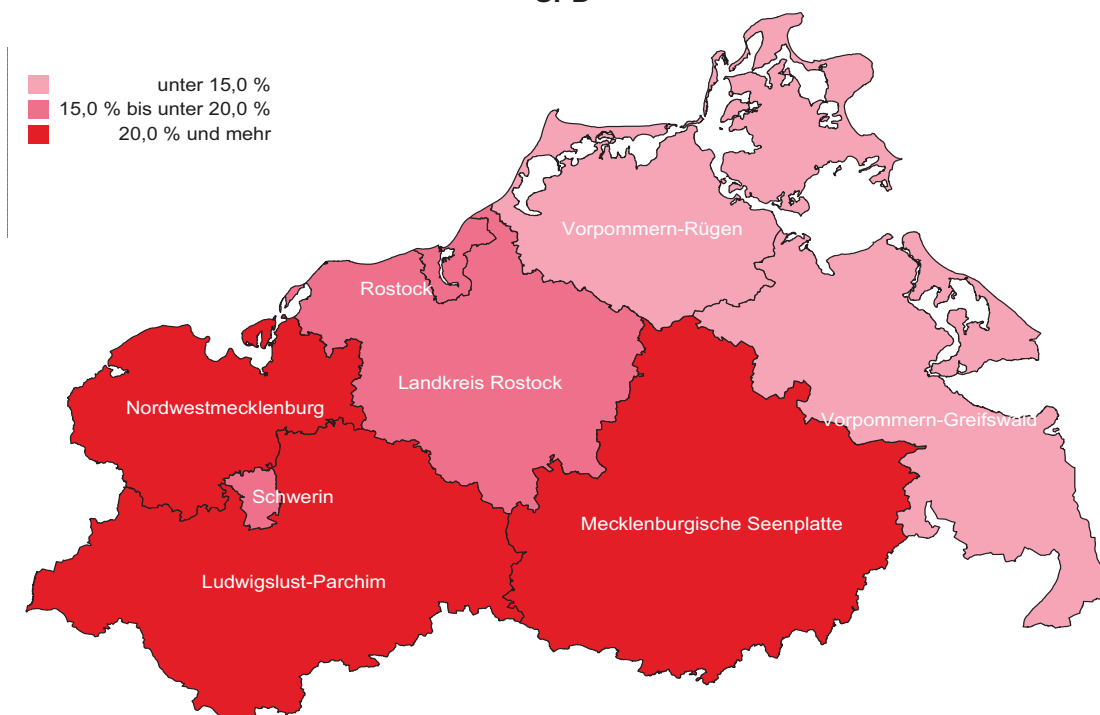 unter 15,0 %
15,0 % bis unter 20,0 %
20,0 % und mehr
Vorpommern-Rügen
Rostock
Landkreis Rostock
Nordwestmecklenburg
Vorpommern-Greifswald
Schwerin
Mecklenburgische Seenplatte
Ludwigslust-Parchim